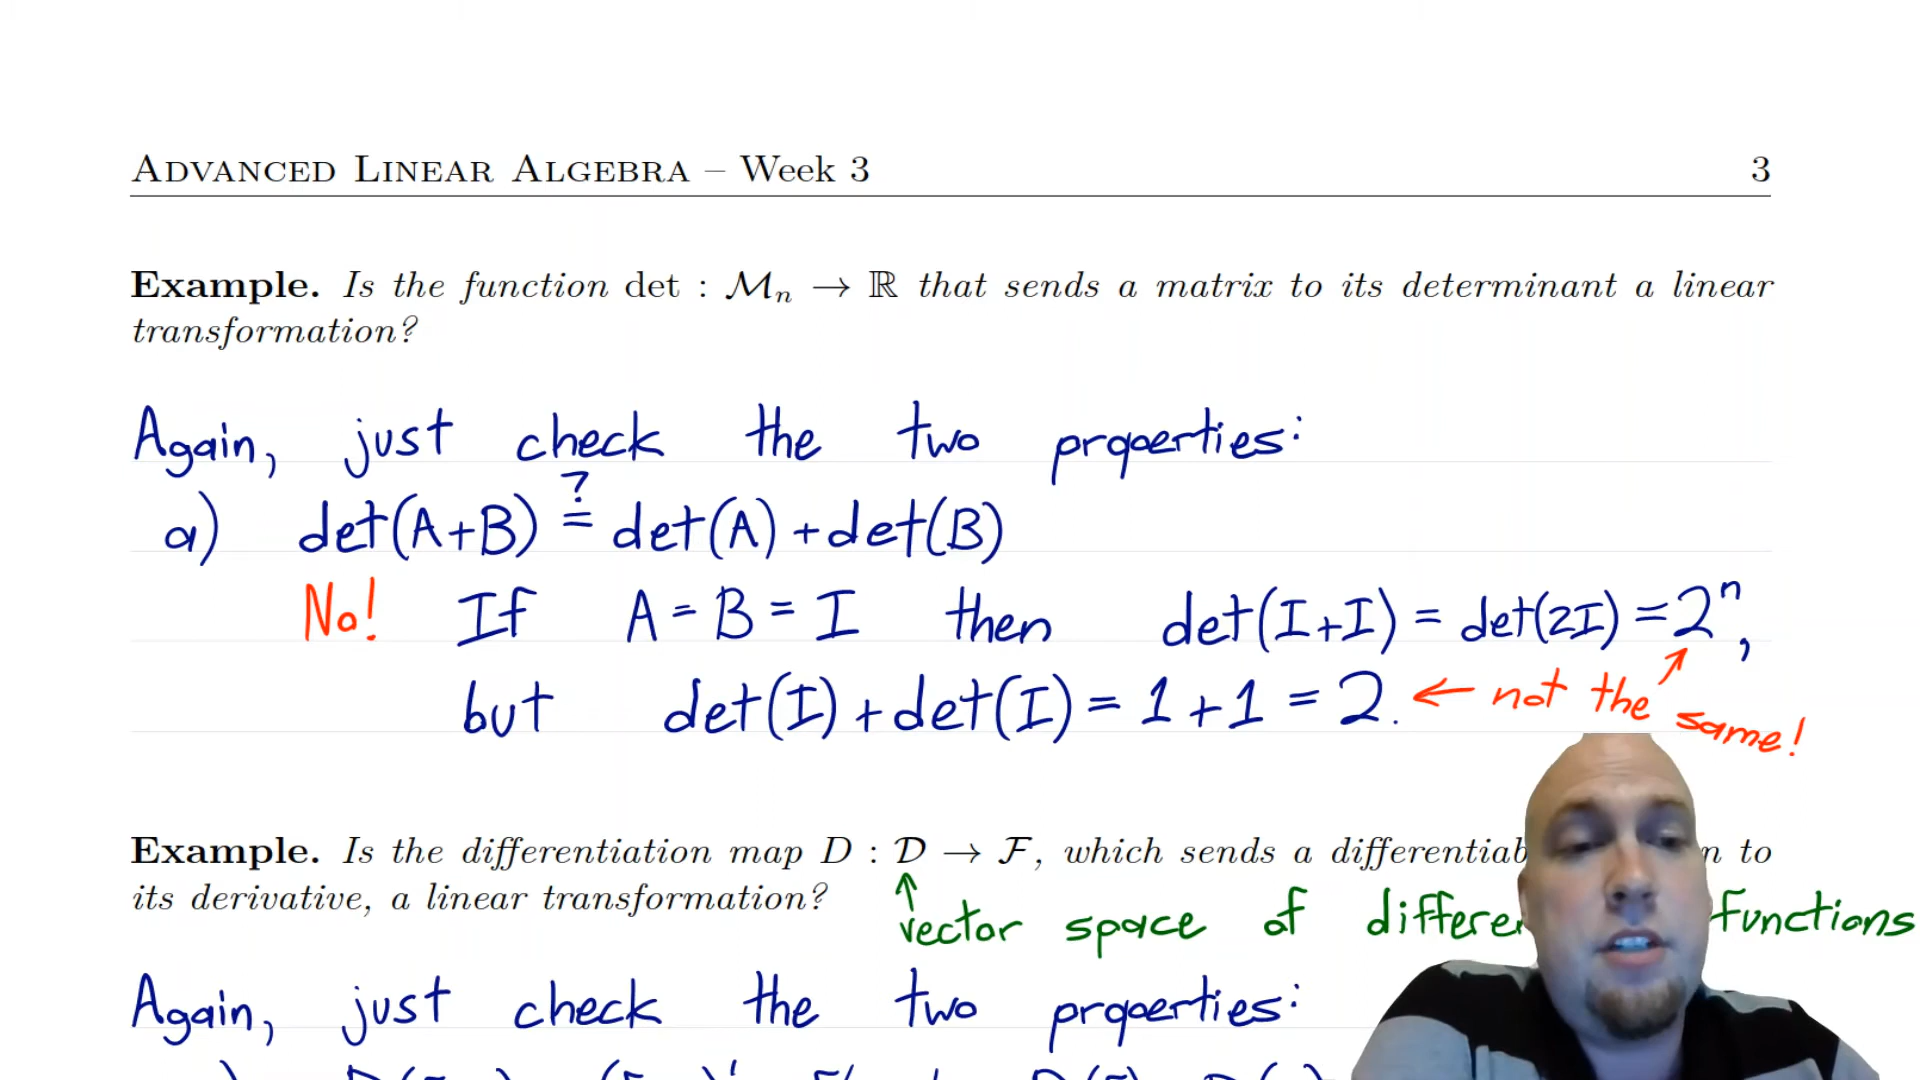 ADVANCED LINEAR ALGEBRA – Week 3 3
Example. Is the function det : ℳₙ → ℝ that sends a matrix to its determinant a linear
transformation?
Again, just check the two properties:
a) det(A+B) ≟ det(A)+det(B)
No! If A = B = I then det(I+I) = det(2I) = 2ⁿ,
but det(I)+det(I) = 1+1 = 2. ← not the same!
Example. Is the differentiation map D : 𝒟 → ℱ, which sends a to
its derivative, a linear transformation?
↑ vector space of functions
Again, just check the two properties: